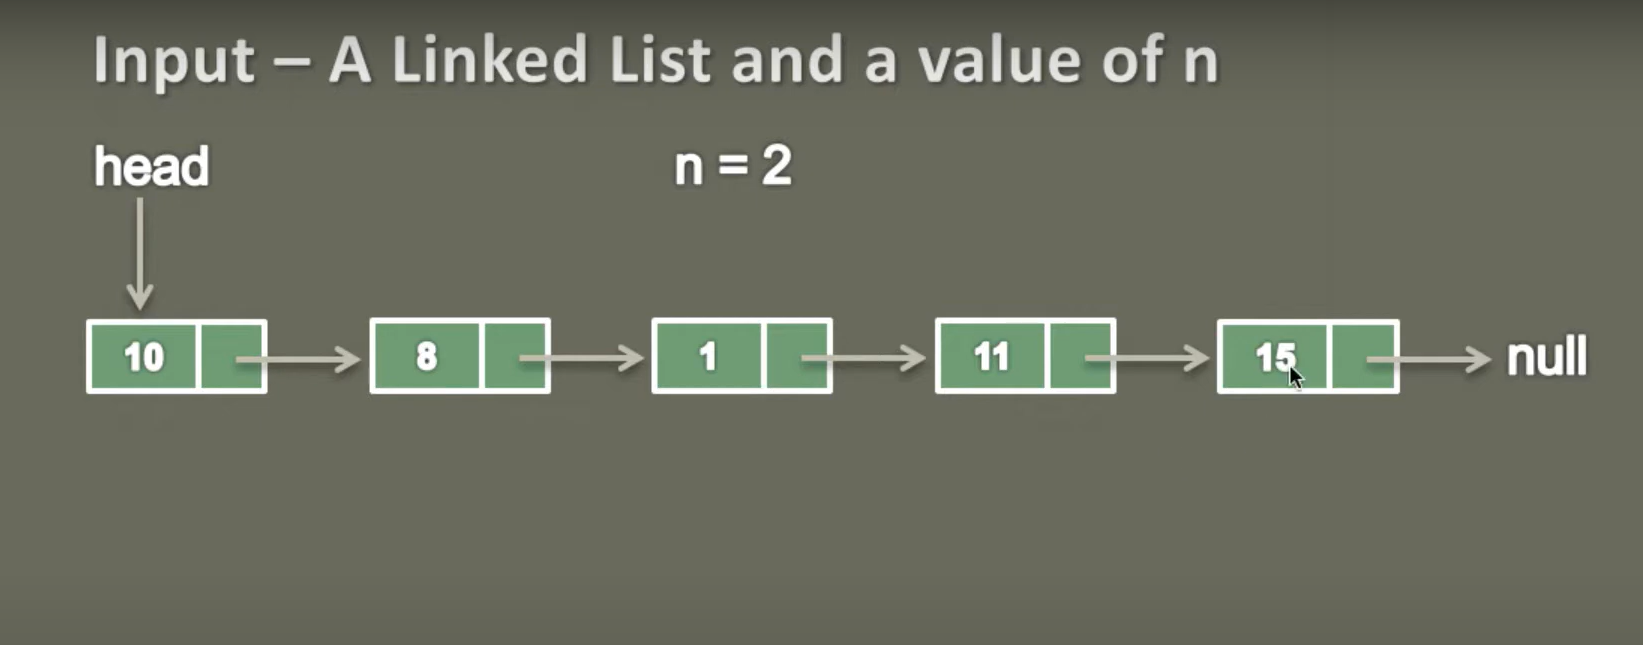 Input – A Linked List and a value of n
head n = 2
10 8 1 11 15 null